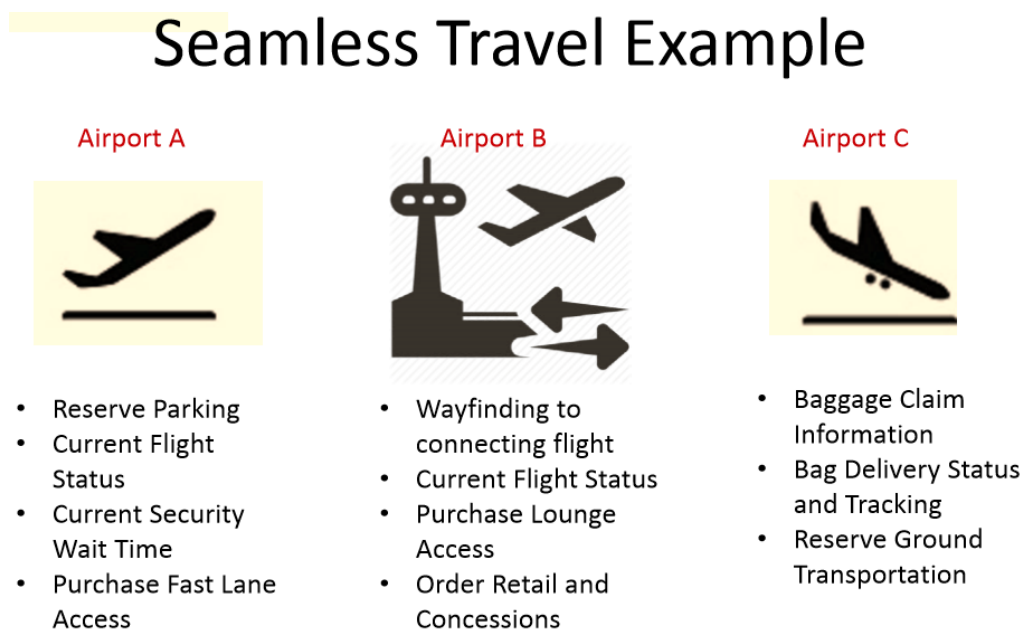 Seamless Travel Example
Airport A
• Reserve Parking
• Current Flight
Status
• Current Security
Wait Time
• Purchase Fast Lane
Access
Airport B
• Wayfinding to
connecting flight
• Current Flight Status
• Purchase Lounge
Access
• Order Retail and
Concessions
Airport C
• Baggage Claim
Information
• Bag Delivery Status
and Tracking
• Reserve Ground
Transportation